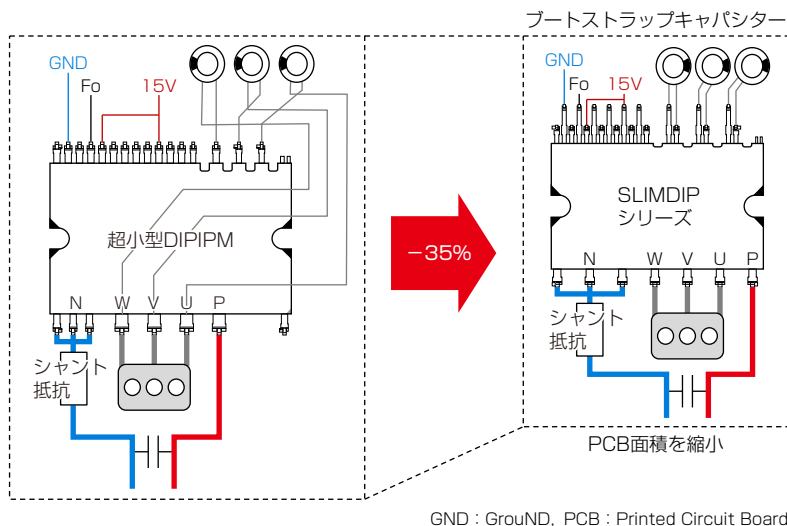 ブートストラップキャパシター
GND
Fo
15V
超小型DIPIPM
N
W
V
U
P
シャント
抵抗
−35%
GND
Fo
15V
SLIMDIP
シリーズ
N
W
V
U
P
シャント
抵抗
PCB面積を縮小
GND：GrouND, PCB：Printed Circuit Board